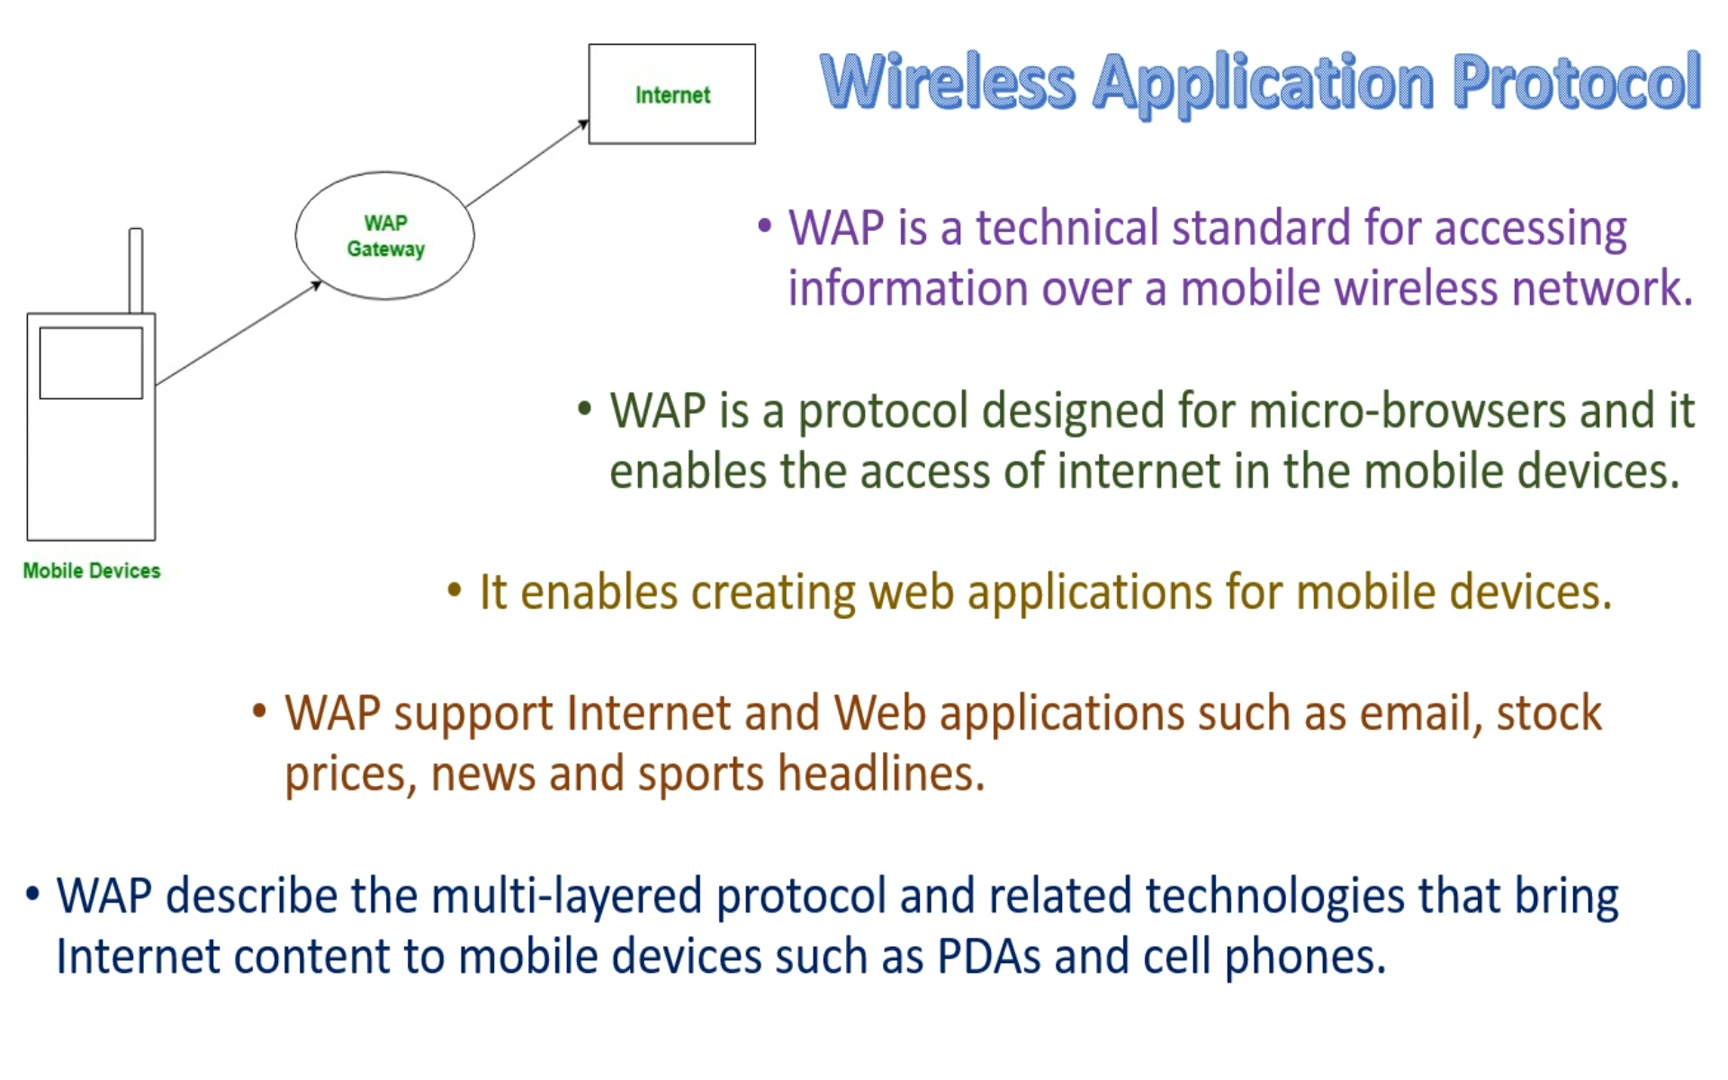 Wireless Application Protocol
Internet
WAP
Gateway
Mobile Devices
• WAP is a technical standard for accessing
information over a mobile wireless network.
• WAP is a protocol designed for micro-browsers and it
enables the access of internet in the mobile devices.
• It enables creating web applications for mobile devices.
• WAP support Internet and Web applications such as email, stock
prices, news and sports headlines.
• WAP describe the multi-layered protocol and related technologies that bring
Internet content to mobile devices such as PDAs and cell phones.